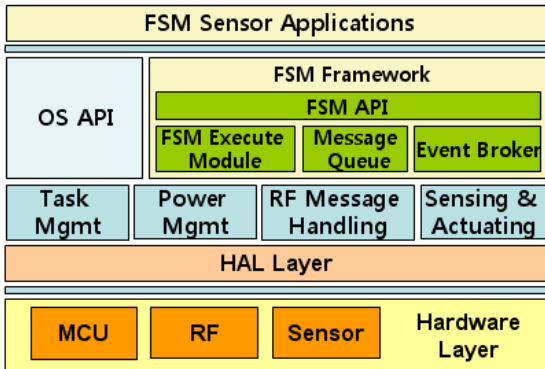 FSM Sensor Applications
OS API
FSM Framework
FSM API
FSM Execute
Module
Message
Queue
Event Broker
Task
Mgmt
Power
Mgmt
RF Message
Handling
Sensing &
Actuating
HAL Layer
MCU
RF
Sensor
Hardware
Layer